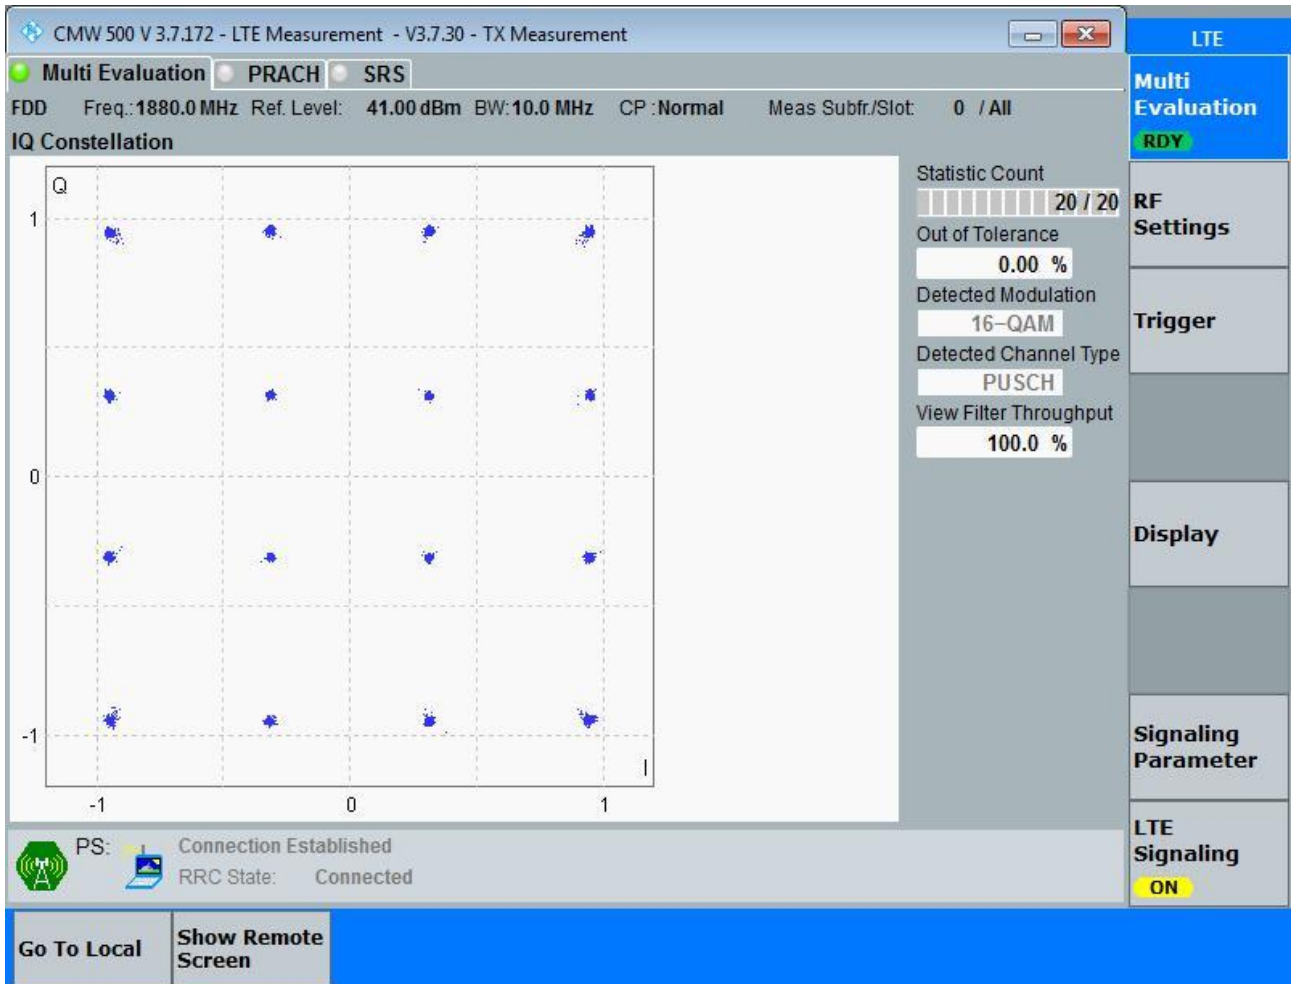 CMW 500 V 3.7.172 - LTE Measurement - V3.7.30 - TX Measurement
LTE
Multi Evaluation PRACH SRS
FDD Freq.:1880.0 MHz Ref. Level: 41.00 dBm BW:10.0 MHz CP :Normal Meas Subfr./Slot: 0 / All
IQ Constellation
Q
1
0
-1
I
-1 0 1
Statistic Count
20 / 20
Out of Tolerance
0.00 %
Detected Modulation
16-QAM
Detected Channel Type
PUSCH
View Filter Throughput
100.0 %
Multi
Evaluation
RDY
RF
Settings
Trigger
Display
Signaling
Parameter
LTE
Signaling
ON
PS: Connection Established
RRC State: Connected
Go To Local
Show Remote
Screen